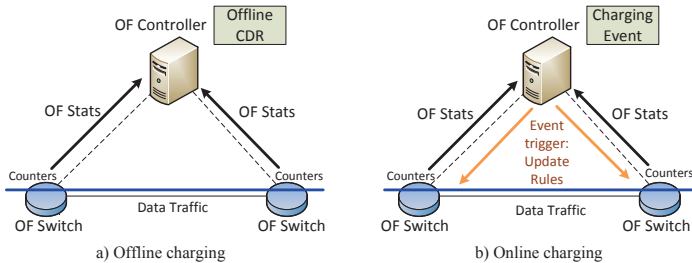 OF Controller
Offline
CDR
OF Stats
OF Stats
Counters
Counters
Data Traffic
OF Switch
OF Switch
a) Offline charging
OF Controller
Charging
Event
OF Stats
OF Stats
Event
trigger:
Update
Rules
Counters
Counters
Data Traffic
OF Switch
OF Switch
b) Online charging